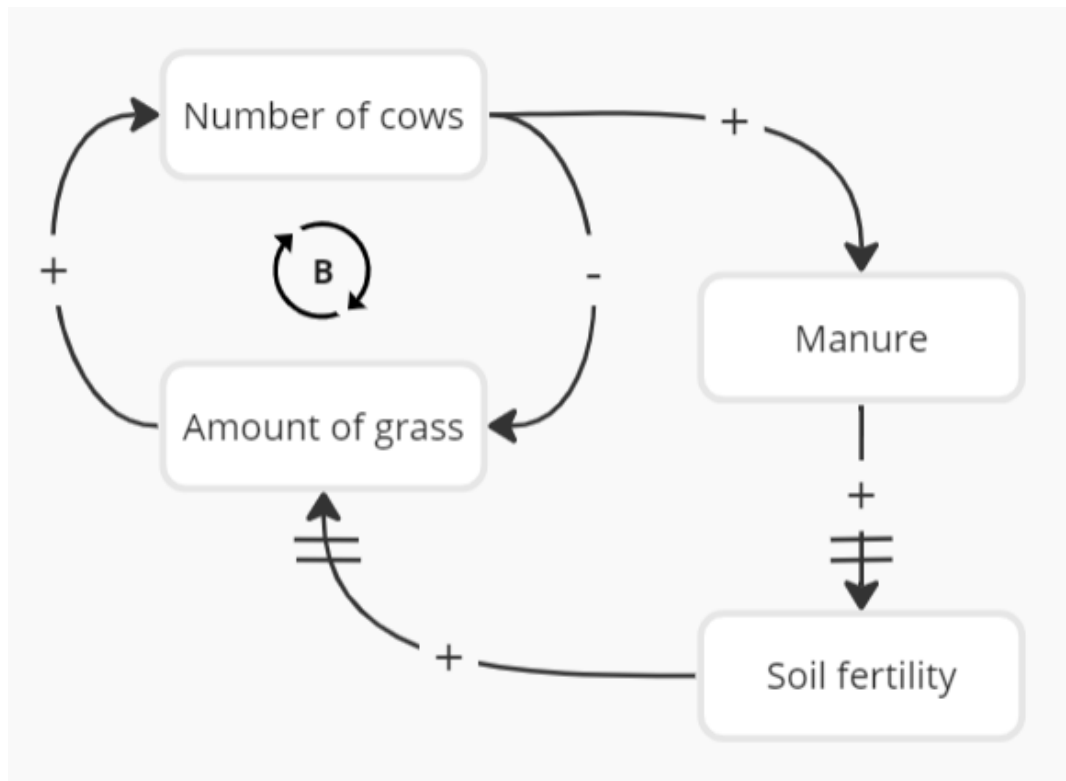 Number of cows
+
+
B
-
Manure
Amount of grass
+
+
Soil fertility